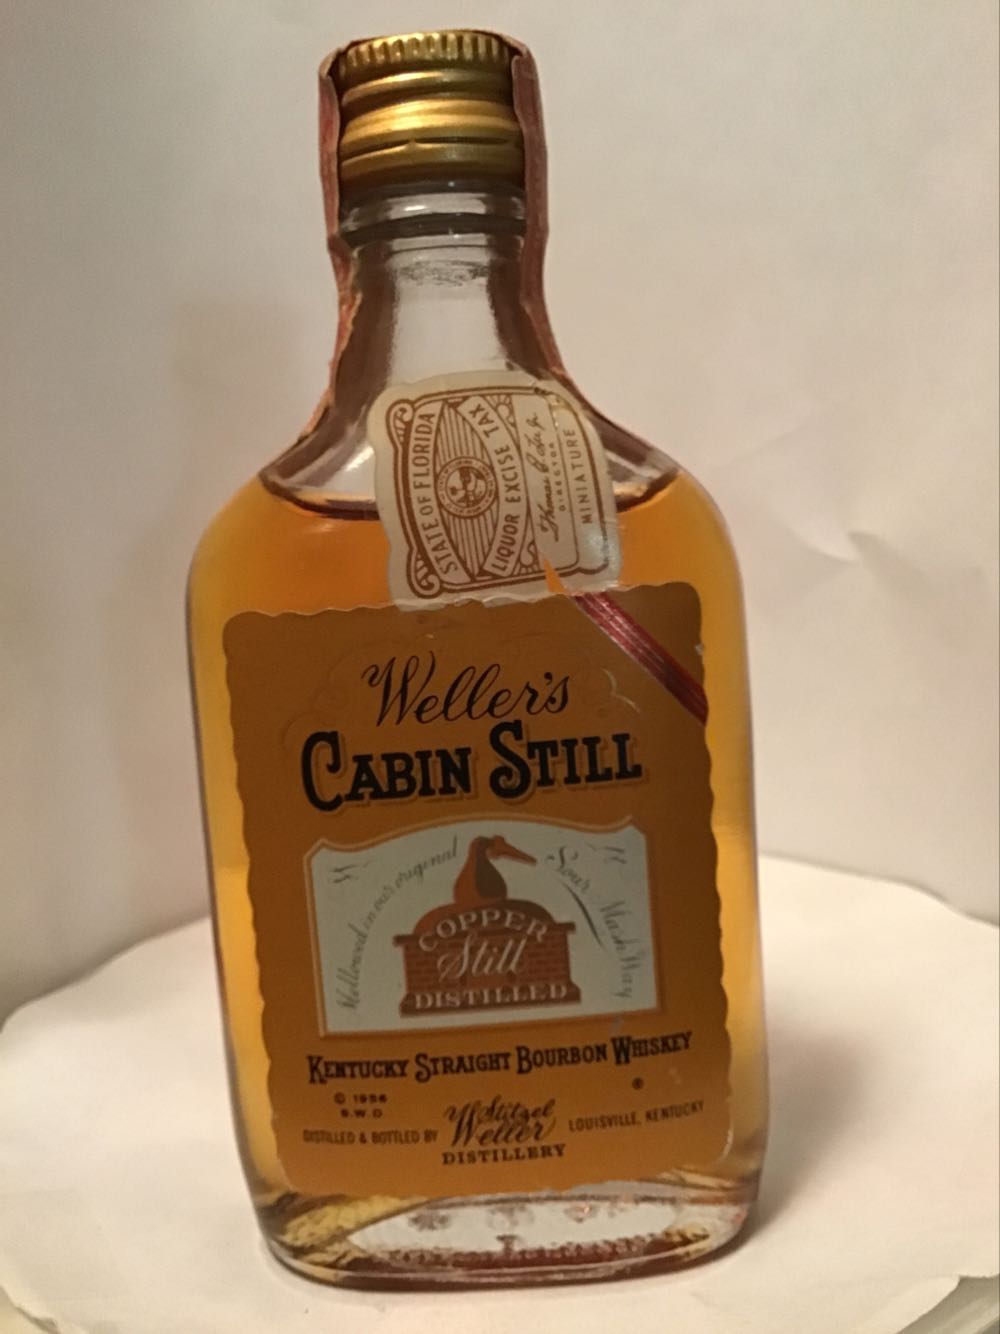 STATE OF FLORIDA
LIQUOR EXCISE TAX
DIRECTOR
MINIATURE
Weller's
CABIN STILL
Mellowed in our original
Sour Mash Way
COPPER
Still
DISTILLED
KENTUCKY STRAIGHT BOURBON WHISKEY
®
© 1956
S.W.D
DISTILLED & BOTTLED BY
Stitzel
Weller
DISTILLERY
LOUISVILLE, KENTUCKY